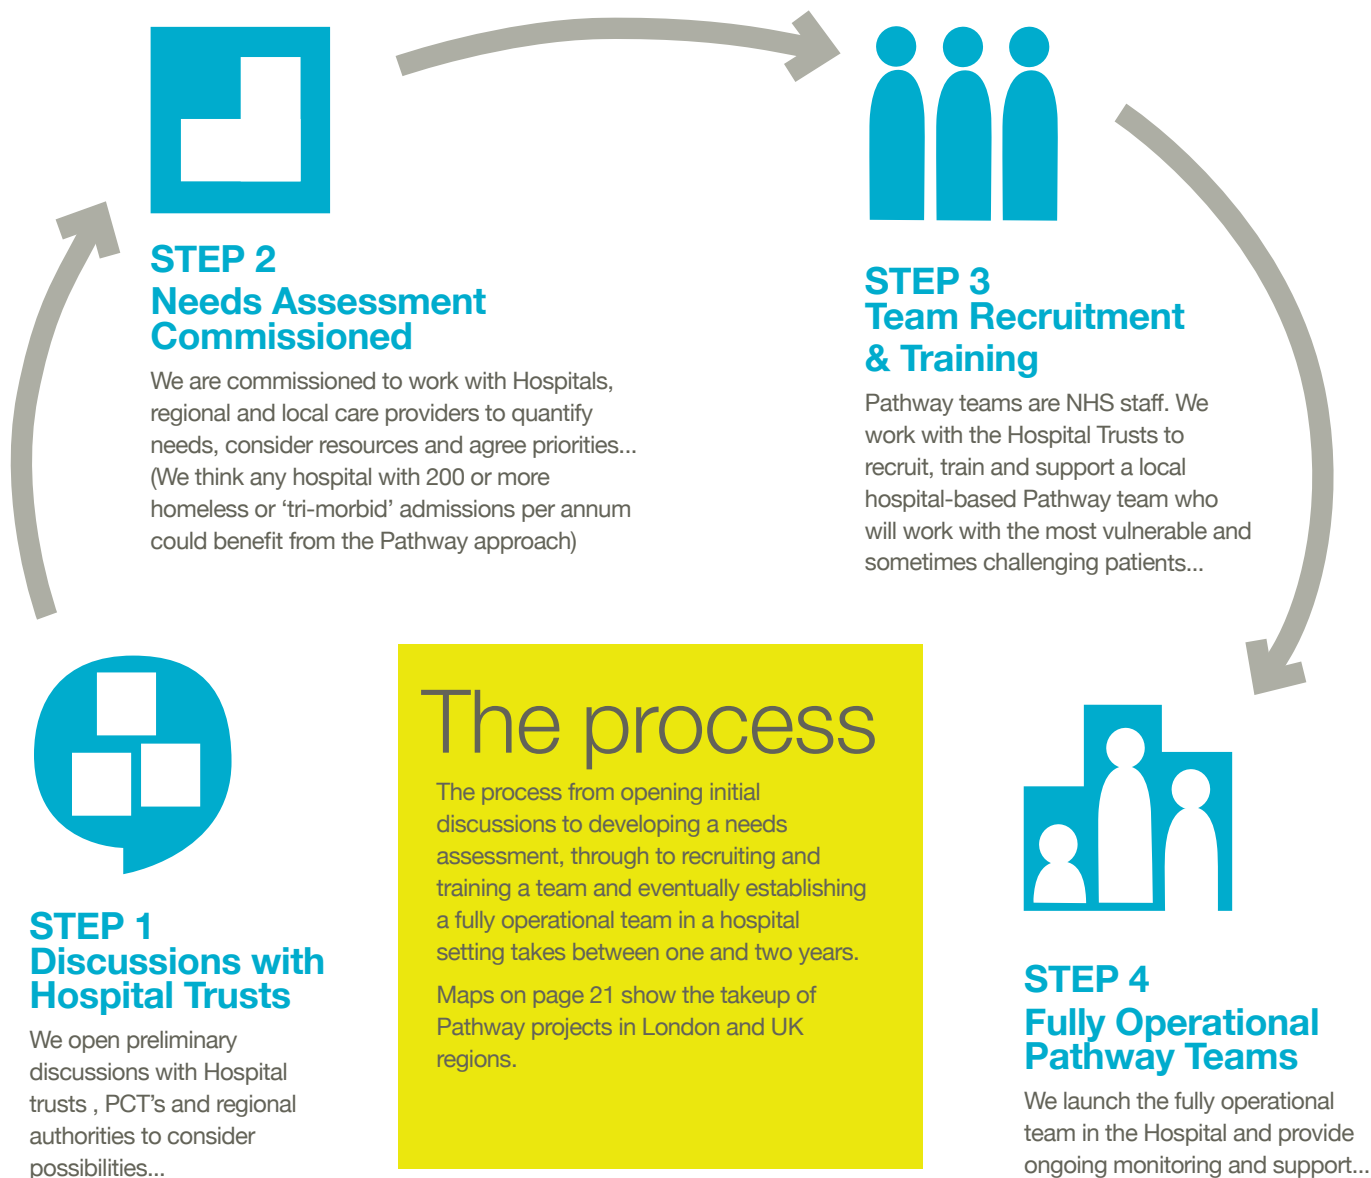 STEP 2
Needs Assessment
Commissioned
We are commissioned to work with Hospitals,
regional and local care providers to quantify
needs, consider resources and agree priorities...
(We think any hospital with 200 or more
homeless or ‘tri-morbid’ admissions per annum
could benefit from the Pathway approach)
STEP 3
Team Recruitment
& Training
Pathway teams are NHS staff. We
work with the Hospital Trusts to
recruit, train and support a local
hospital-based Pathway team who
will work with the most vulnerable and
sometimes challenging patients...
STEP 1
Discussions with
Hospital Trusts
We open preliminary
discussions with Hospital
trusts , PCT’s and regional
authorities to consider
possibilities...
The process
The process from opening initial
discussions to developing a needs
assessment, through to recruiting and
training a team and eventually establishing
a fully operational team in a hospital
setting takes between one and two years.
Maps on page 21 show the takeup of
Pathway projects in London and UK
regions.
STEP 4
Fully Operational
Pathway Teams
We launch the fully operational
team in the Hospital and provide
ongoing monitoring and support...